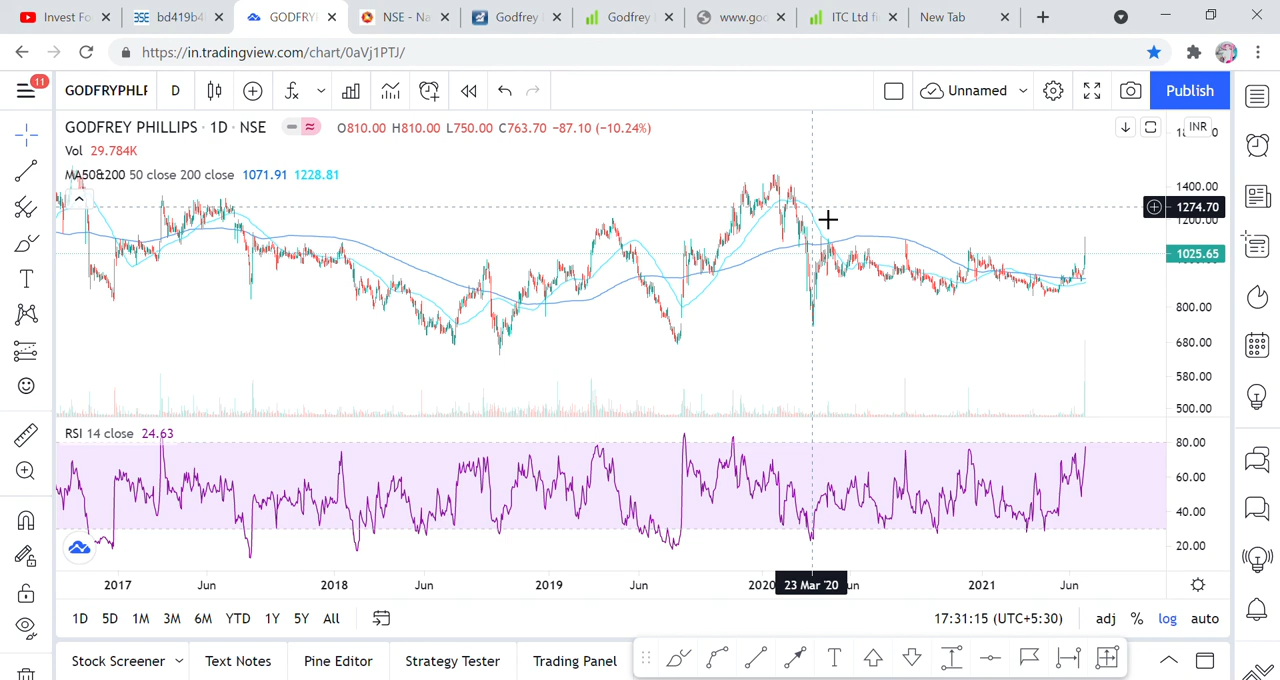 Invest Fo
bd419b4
GODFRY
NSE - Na
Godfrey
Godfrey
www.go
ITC Ltd fi
New Tab
https://in.tradingview.com/chart/0aVj1PTJ/
11
GODFRYPHLF
D
Unnamed
Publish
GODFREY PHILLIPS · 1D · NSE
O810.00 H810.00 L750.00 C763.70 −87.10 (−10.24%)
INR
Vol 29.784K
MA50&200 50 close 200 close 1071.91 1228.81
1400.00
1274.70
1200.00
1025.65
800.00
680.00
580.00
500.00
RSI 14 close 24.63
80.00
60.00
40.00
20.00
2017 Jun 2018 Jun 2019 Jun 2020 23 Mar '20 un 2021 Jun
1D 5D 1M 3M 6M YTD 1Y 5Y All
17:31:15 (UTC+5:30) adj % log auto
Stock Screener Text Notes Pine Editor Strategy Tester Trading Panel